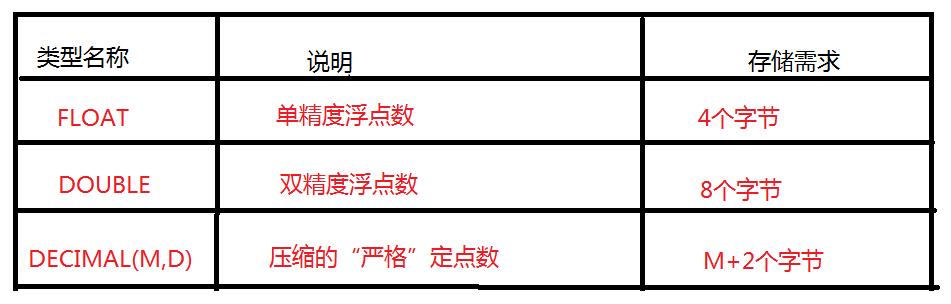 类型名称 说明 存储需求
FLOAT 单精度浮点数 4个字节
DOUBLE 双精度浮点数 8个字节
DECIMAL(M,D) 压缩的“严格”定点数 M+2个字节